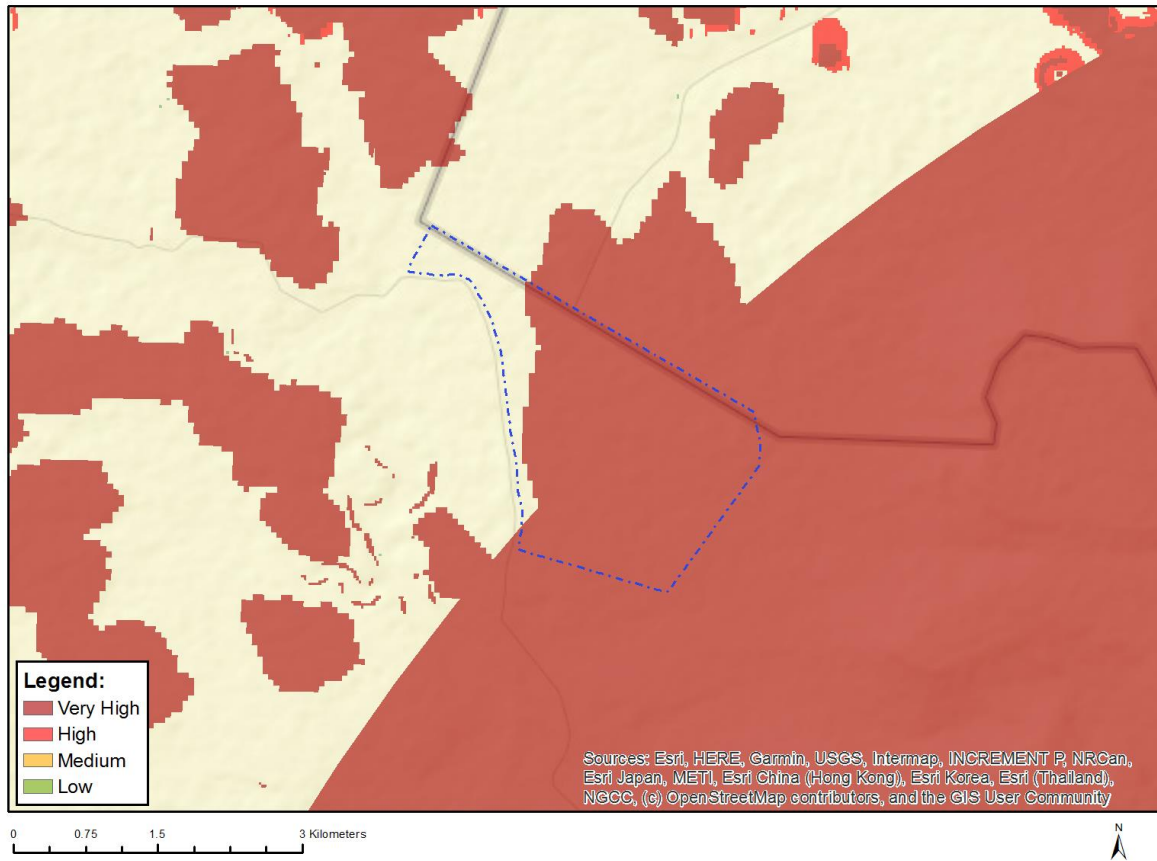 Legend:
Very High
High
Medium
Low
Sources: Esri, HERE, Garmin, USGS, Intermap, INCREMENT P, NRCan,
Esri Japan, METI, Esri China (Hong Kong), Esri Korea, Esri (Thailand),
NGCC, (c) OpenStreetMap contributors, and the GIS User Community
0 0.75 1.5 3 Kilometers
N